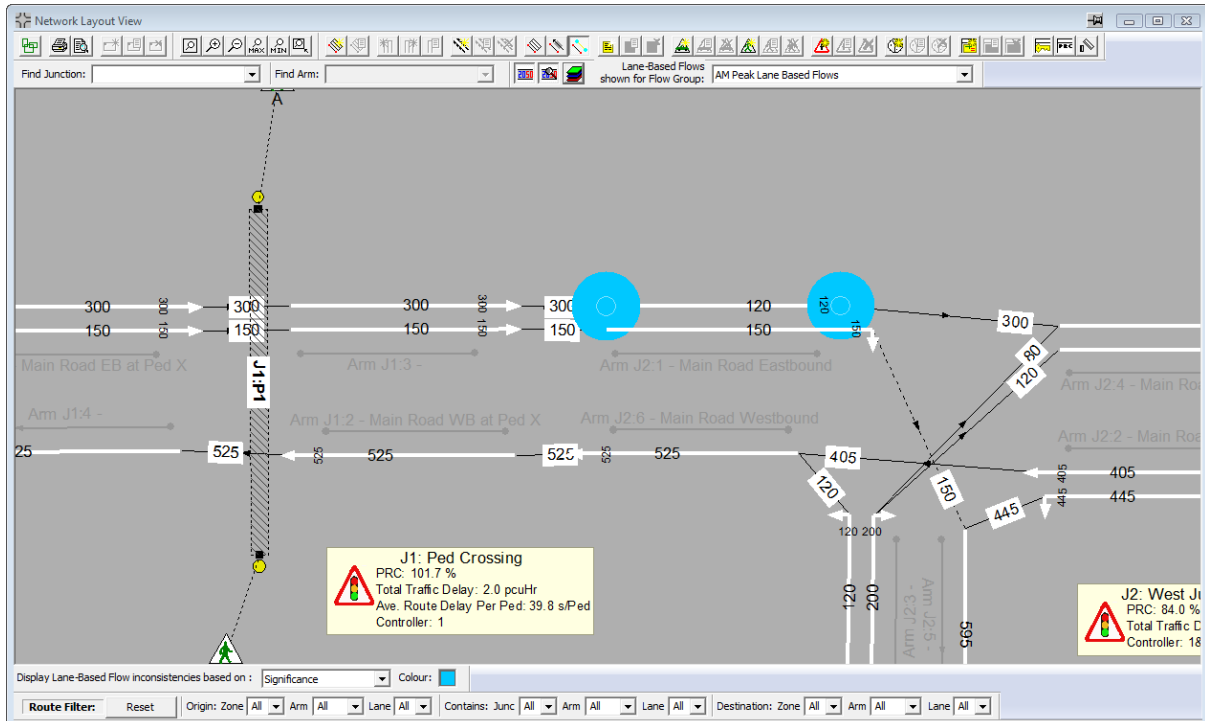 Network Layout View
MAX MIN
PRC
Find Junction: Find Arm: 2050 Lane-Based Flows
shown for Flow Group: AM Peak Lane Based Flows
A
300 300 300 300 300 300 120 120 300
150 150 150 150 150 150 150 150
80
120
Main Road EB at Ped X Arm J1:3 - Arm J2:1 - Main Road Eastbound Arm J2:4 - Main Roa
J1:P1
Arm J1:4 - Arm J1:2 - Main Road WB at Ped X Arm J2:6 - Main Road Westbound Arm J2:2 - Main Roa
25 525 525 525 525 525 525 405 405 405
120 150 445 445 445
120 200
120 200 Arm J2:3 - Arm J2:5 - 595
J1: Ped Crossing
PRC: 101.7 %
Total Traffic Delay: 2.0 pcuHr
Ave. Route Delay Per Ped: 39.8 s/Ped
Controller: 1
J2: West Ju
PRC: 84.0 %
Total Traffic D
Controller: 1&
Display Lane-Based Flow inconsistencies based on : Significance Colour:
Route Filter: Reset Origin: Zone All Arm All Lane All Contains: Junc All Arm All Lane All Destination: Zone All Arm All Lane All